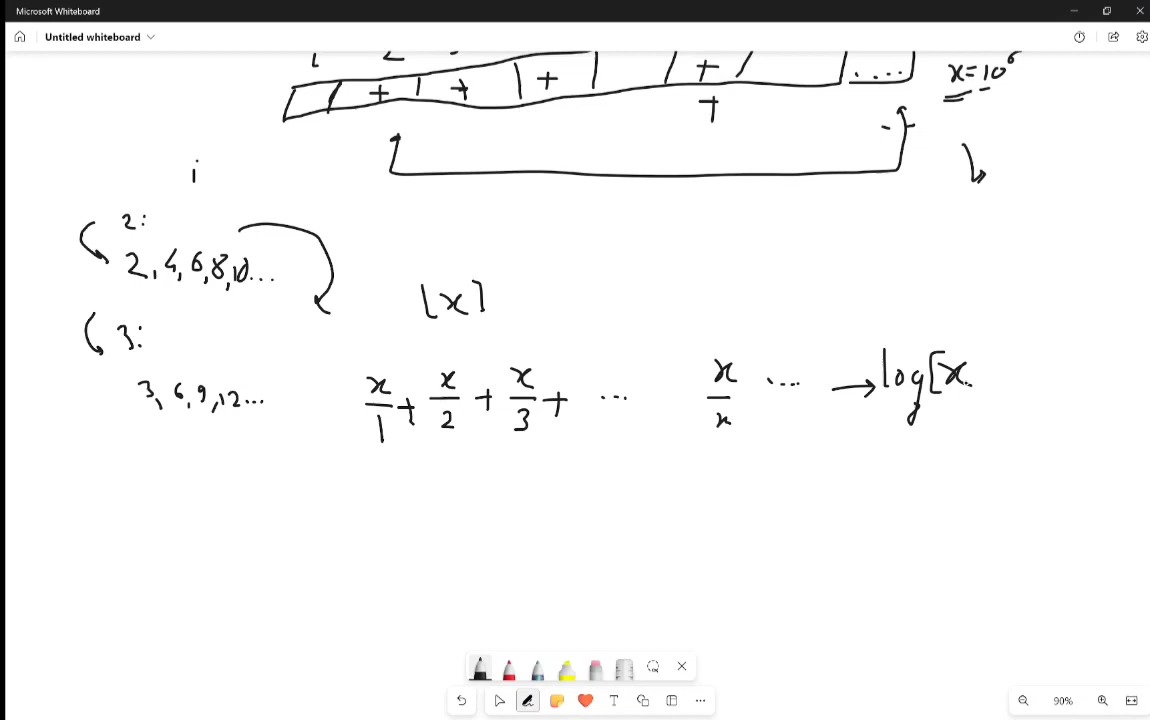 Microsoft Whiteboard
Untitled whiteboard
+ + + +
....
x=10⁶
+
i
2:
2, 4, 6, 8, 10...
[x]
3:
3, 6, 9, 12...
x/1 + x/2 + x/3 + ... x/x .... → log[x
T
90%